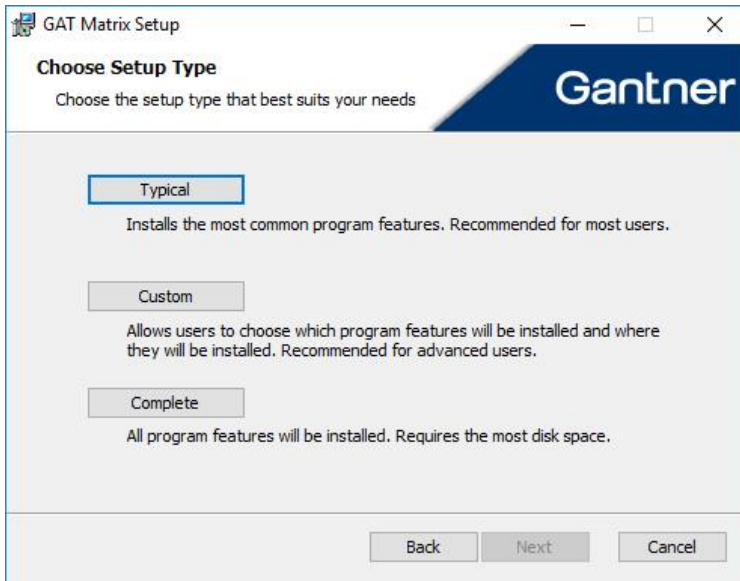 GAT Matrix Setup
Choose Setup Type
Choose the setup type that best suits your needs
Gantner
Typical
Installs the most common program features. Recommended for most users.
Custom
Allows users to choose which program features will be installed and where
they will be installed. Recommended for advanced users.
Complete
All program features will be installed. Requires the most disk space.
Back
Next
Cancel